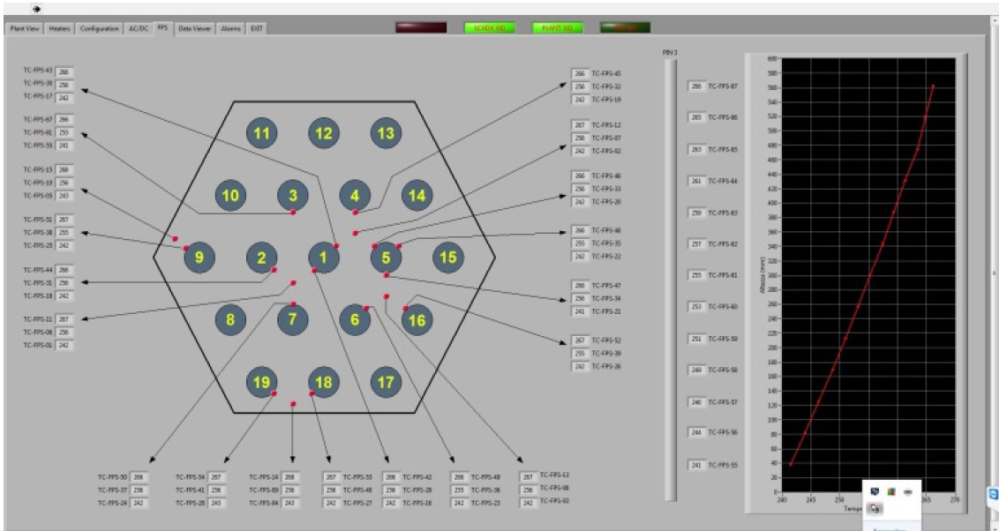 Plant View Heaters Configuration AC/DC FPS Data Viewer Alarms EXIT
SCADA WD PLANT WD
TC-FPS-43 266
TC-FPS-30 256
TC-FPS-17 242
TC-FPS-67 266
TC-FPS-61 255
TC-FPS-55 241
TC-FPS-15 268
TC-FPS-10 256
TC-FPS-05 243
TC-FPS-51 267
TC-FPS-38 255
TC-FPS-25 242
TC-FPS-44 266
TC-FPS-31 256
TC-FPS-18 242
TC-FPS-11 267
TC-FPS-06 256
TC-FPS-01 242
11 12 13
10 3 4 14
9 2 1 5 15
8 7 6 16
19 18 17
266 TC-FPS-45
256 TC-FPS-32
242 TC-FPS-19
267 TC-FPS-12
256 TC-FPS-07
242 TC-FPS-02
266 TC-FPS-46
256 TC-FPS-33
242 TC-FPS-20
266 TC-FPS-48
255 TC-FPS-35
242 TC-FPS-22
266 TC-FPS-47
256 TC-FPS-34
241 TC-FPS-21
267 TC-FPS-52
255 TC-FPS-39
242 TC-FPS-26
TC-FPS-50 266
TC-FPS-37 256
TC-FPS-24 242
TC-FPS-54 267
TC-FPS-41 256
TC-FPS-28 243
TC-FPS-14 268
TC-FPS-09 256
TC-FPS-04 243
267 TC-FPS-53
256 TC-FPS-40
242 TC-FPS-27
266 TC-FPS-42
256 TC-FPS-29
242 TC-FPS-16
266 TC-FPS-49
255 TC-FPS-36
242 TC-FPS-23
267 TC-FPS-13
256 TC-FPS-08
242 TC-FPS-03
PIN 3
266 TC-FPS-67
265 TC-FPS-66
263 TC-FPS-65
261 TC-FPS-64
259 TC-FPS-63
257 TC-FPS-62
255 TC-FPS-61
253 TC-FPS-60
251 TC-FPS-59
249 TC-FPS-58
246 TC-FPS-57
244 TC-FPS-56
241 TC-FPS-55
Altezza (mm)
600
580
560
540
520
500
480
460
440
420
400
380
360
340
320
300
280
260
240
220
200
180
160
140
120
100
80
60
40
20
0
240 245 250 255 260 265 270